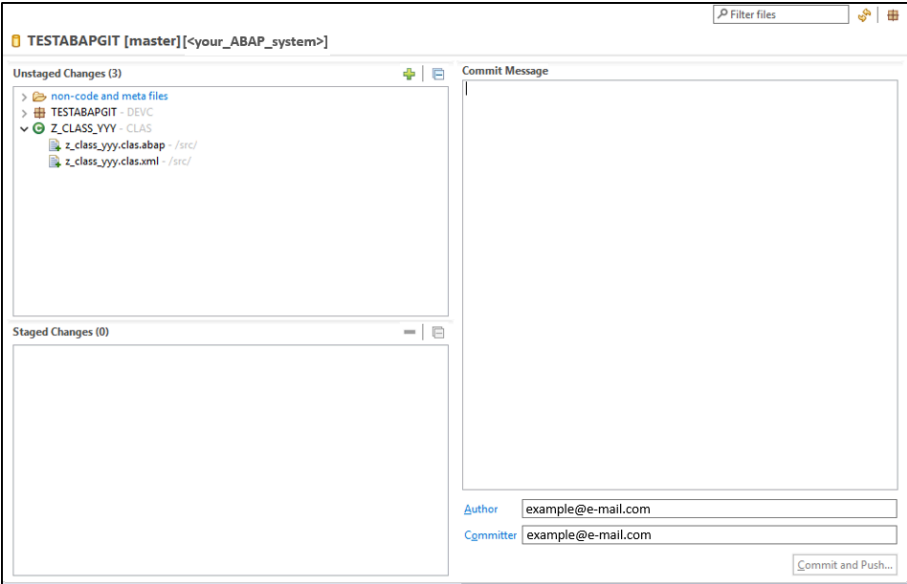 Filter files
TESTABAPGIT [master][<your_ABAP_system>]
Unstaged Changes (3)
non-code and meta files
TESTABAPGIT - DEVC
Z_CLASS_YYY - CLAS
z_class_yyy.clas.abap - /src/
z_class_yyy.clas.xml - /src/
Staged Changes (0)
Commit Message
Author example@e-mail.com
Committer example@e-mail.com
Commit and Push...